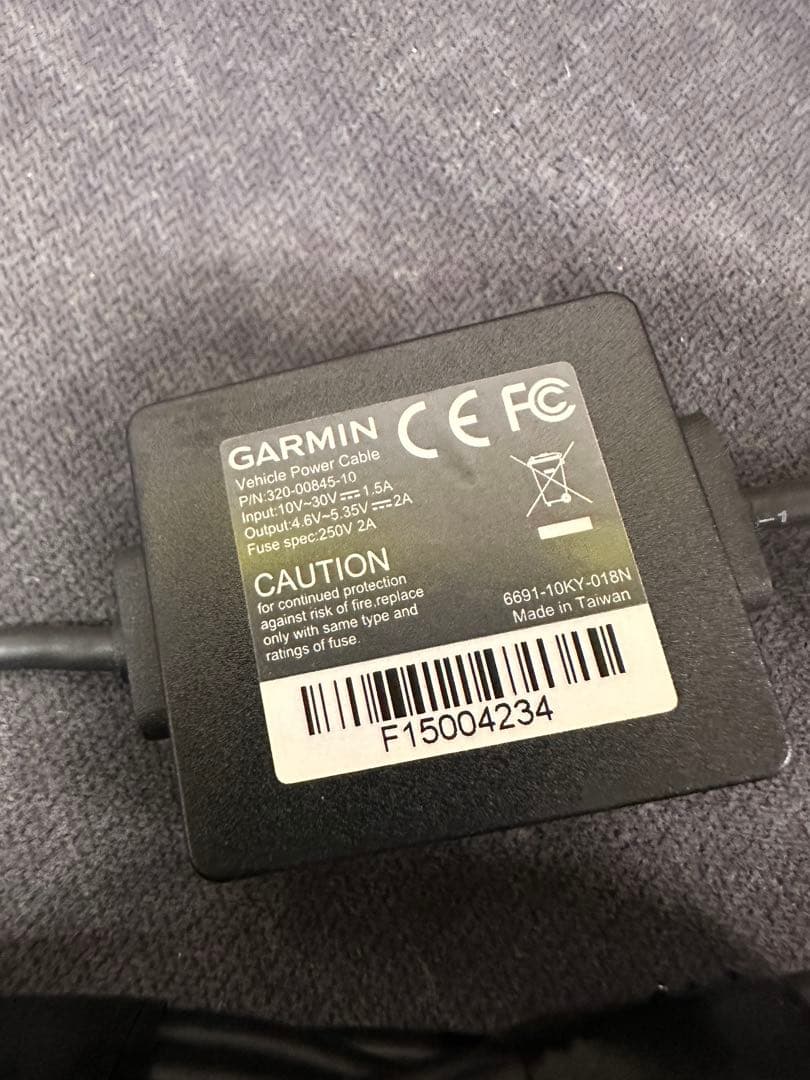 GARMIN CE FC
Vehicle Power Cable
P/N:320-00845-10
Input:10V~30V⎓1.5A
Output:4.6V~5.35V⎓2A
Fuse spec:250V 2A
CAUTION
for continued protection
against risk of fire,replace
only with same type and
ratings of fuse.
6691-10KY-018N
Made in Taiwan
F15004234